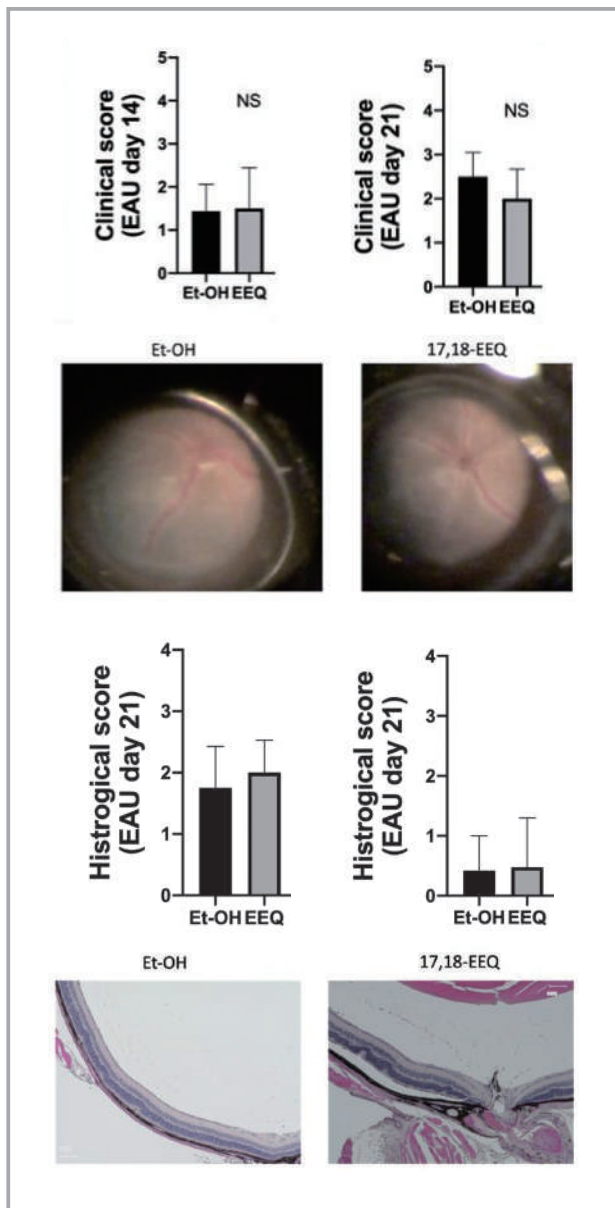 Clinical score
(EAU day 14)
5
4
3
2
1
0
NS
Et-OH EEQ
Clinical score
(EAU day 21)
5
4
3
2
1
0
NS
Et-OH EEQ
Et-OH
17,18-EEQ
Histrogical score
(EAU day 21)
4
3
2
1
0
Et-OH EEQ
Histrogical score
(EAU day 21)
4
3
2
1
0
Et-OH EEQ
Et-OH
17,18-EEQ